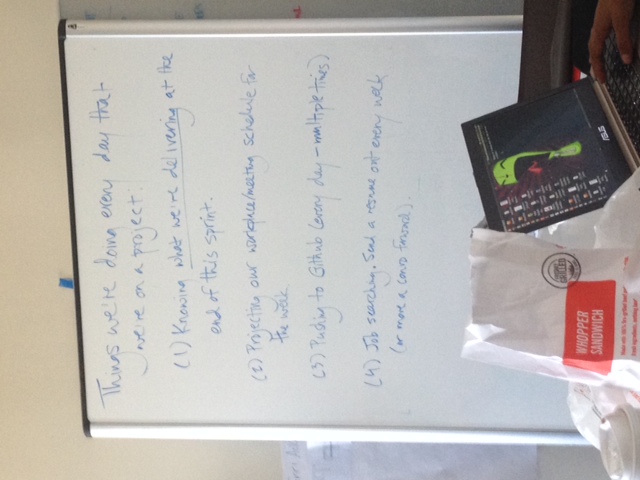 Things we're doing every day that
we're on a project:
(1) Knowing what we're delivering at the
end of this sprint.
(2) Projecting our workplace/meeting schedule for
the week.
(3) Pushing to Github (every day - multiple times)
(4) Job searching. Send a resume out every week
(or more a convo forward).
WHOPPER
SANDWICH
ASUS